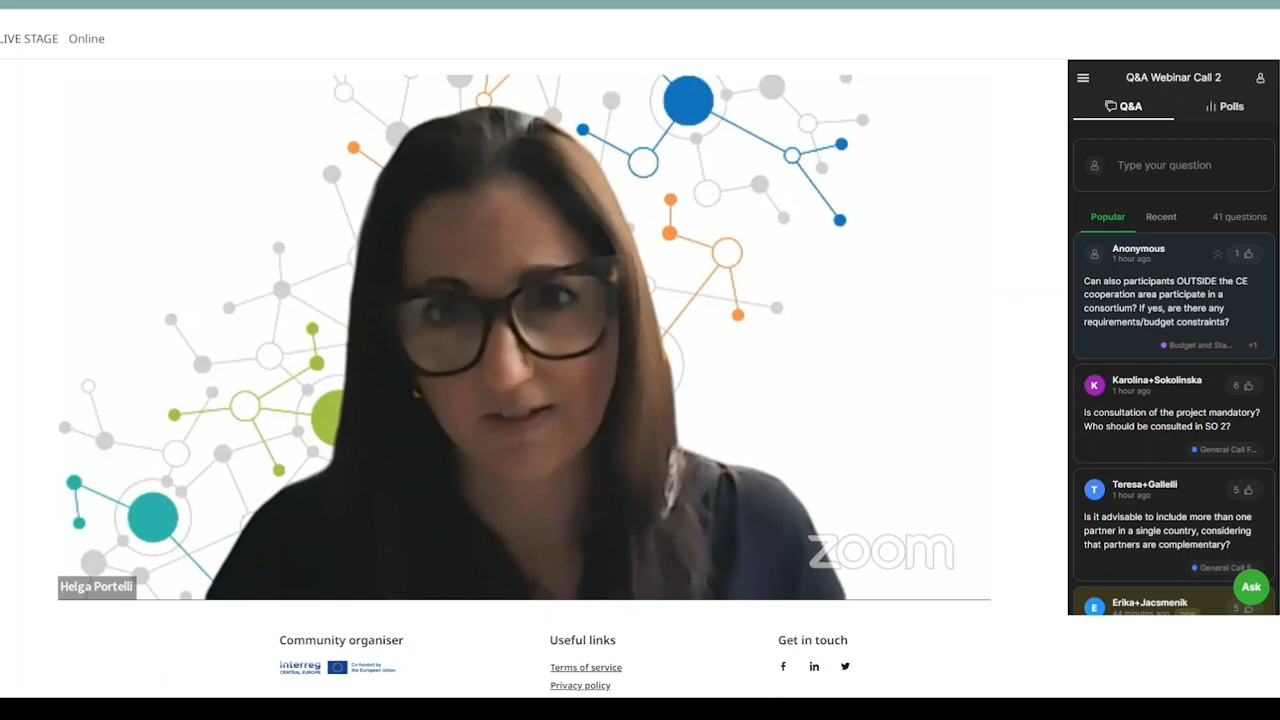 LIVE STAGE Online
Q&A Webinar Call 2
Q&A
Polls
Type your question
Popular
Recent
41 questions
Anonymous
1 hour ago
1
Can also participants OUTSIDE the CE
cooperation area participate in a
consortium? If yes, are there any
requirements/budget constraints?
Budget and Sta...
+1
K
Karolina+Sokolinska
1 hour ago
6
Is consultation of the project mandatory?
Who should be consulted in SO 2?
General Call F...
T
Teresa+Gallelli
1 hour ago
5
Is it advisable to include more than one
partner in a single country, considering
that partners are complementary?
General Call F...
Ask
E
Erika+Jacsmenik
44 minutes ago
5
zoom
Helga Portelli
Community organiser
Interreg
CENTRAL EUROPE
Co-funded by
the European Union
Useful links
Terms of service
Privacy policy
Get in touch